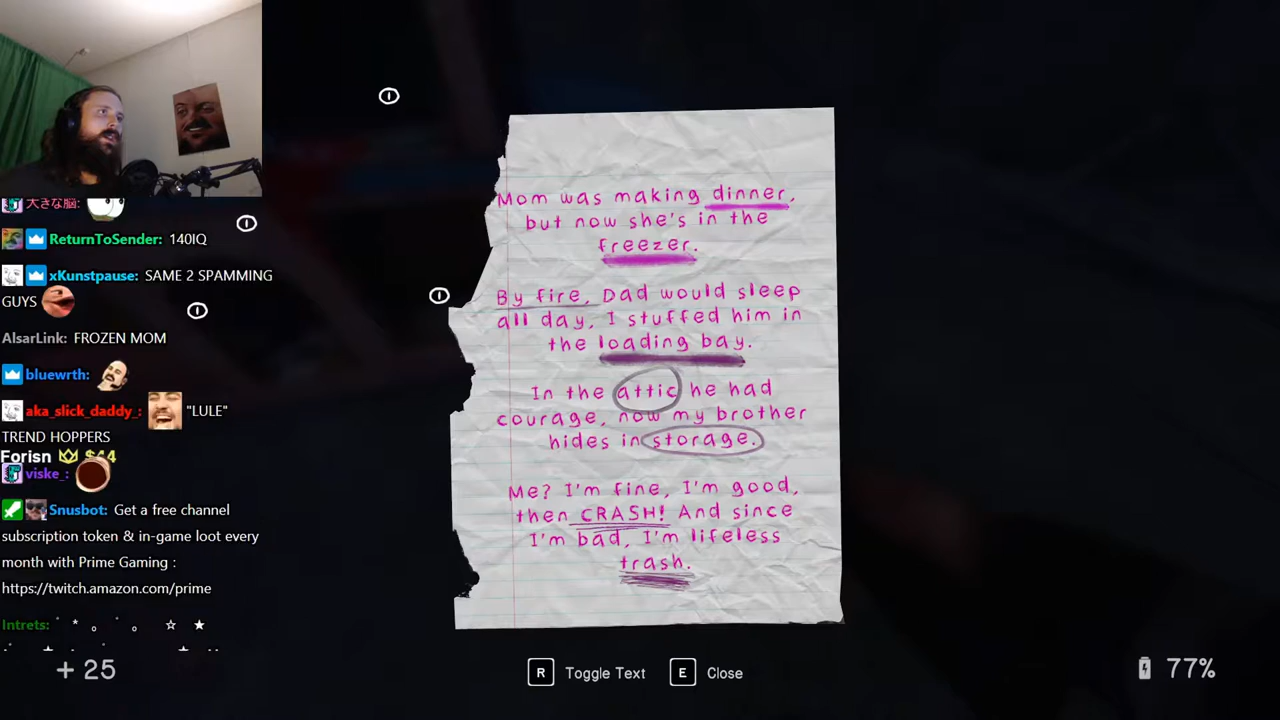 大きな脳:
ReturnToSender: 140IQ
xKunstpause: SAME 2 SPAMMING
GUYS
AlsarLink: FROZEN MOM
bluewrth:
aka_slick_daddy_: "LULE"
TREND HOPPERS
Forisn $44
viske_:
Snusbot: Get a free channel
subscription token & in-game loot every
month with Prime Gaming :
https://twitch.amazon.com/prime
Intrets: ˙ * 。 ˙ 。 ☆ ★
Mom was making dinner,
but now she's in the
freezer.
By fire, Dad would sleep
all day, I stuffed him in
the loading bay.
In the attic he had
courage, now my brother
hides in storage.
Me? I'm fine, I'm good,
then CRASH! And since
I'm bad, I'm lifeless
trash.
+ 25
R Toggle Text E Close
77%